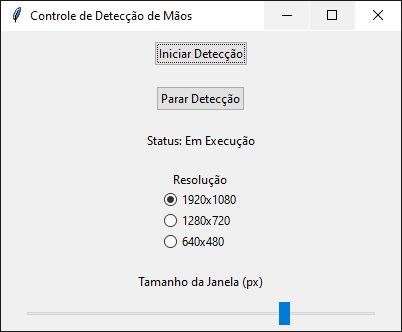 Controle de Detecção de Mãos
Iniciar Detecção
Parar Detecção
Status: Em Execução
Resolução
1920x1080
1280x720
640x480
Tamanho da Janela (px)